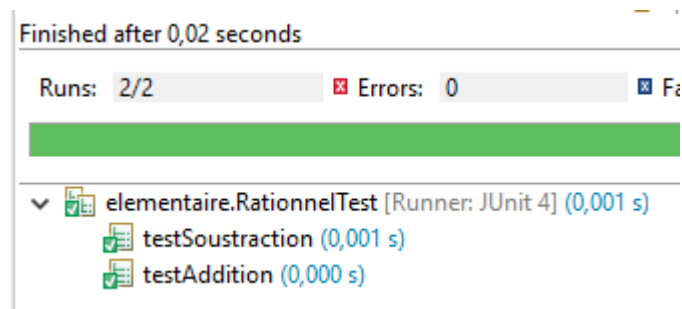 Finished after 0,02 seconds
Runs: 2/2 Errors: 0
elementaire.RationnelTest [Runner: JUnit 4] (0,001 s)
testSoustraction (0,001 s)
testAddition (0,000 s)